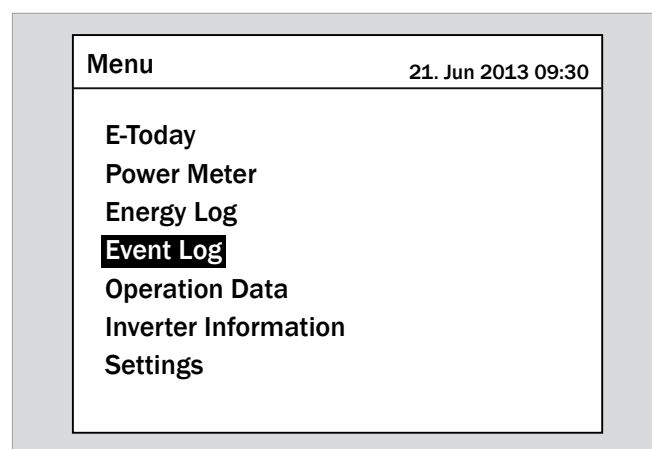 Menu
21. Jun 2013 09:30
E-Today
Power Meter
Energy Log
Event Log
Operation Data
Inverter Information
Settings